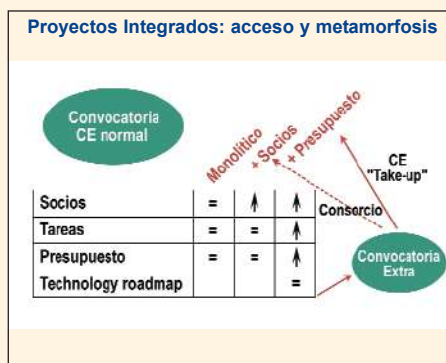 Proyectos Integrados: acceso y metamorfosis
Convocatoria
CE normal
Monolítico
+ Socios
+ Presupuesto
CE
"Take-up"
Socios = ↑ ↑
Consorcio
Tareas = = ↑
Presupuesto = = ↑
Technology roadmap =
Convocatoria
Extra